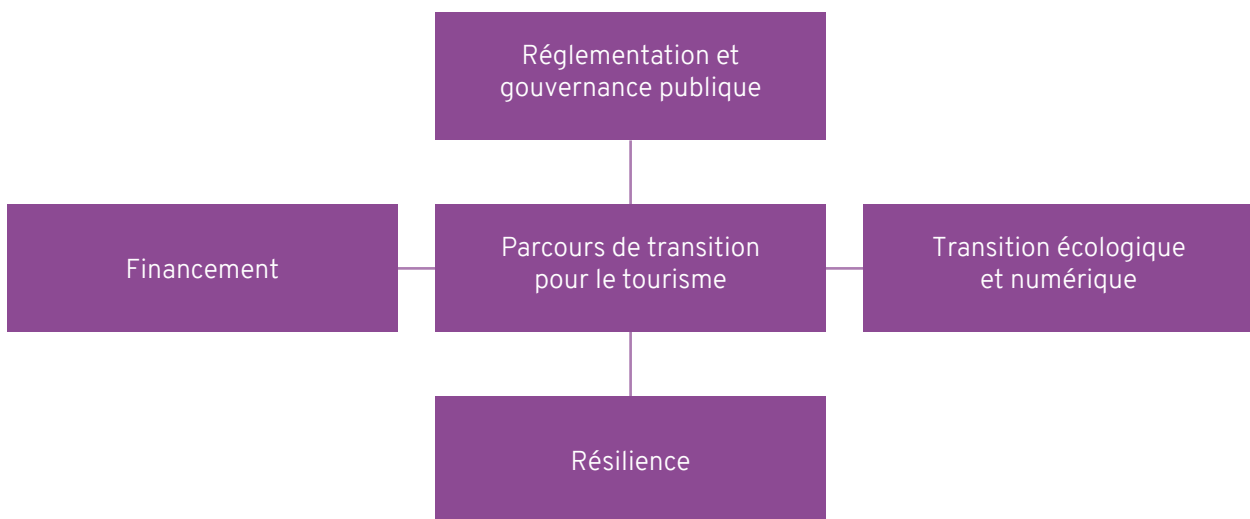 Réglementation et
gouvernance publique
Financement
Parcours de transition
pour le tourisme
Transition écologique
et numérique
Résilience